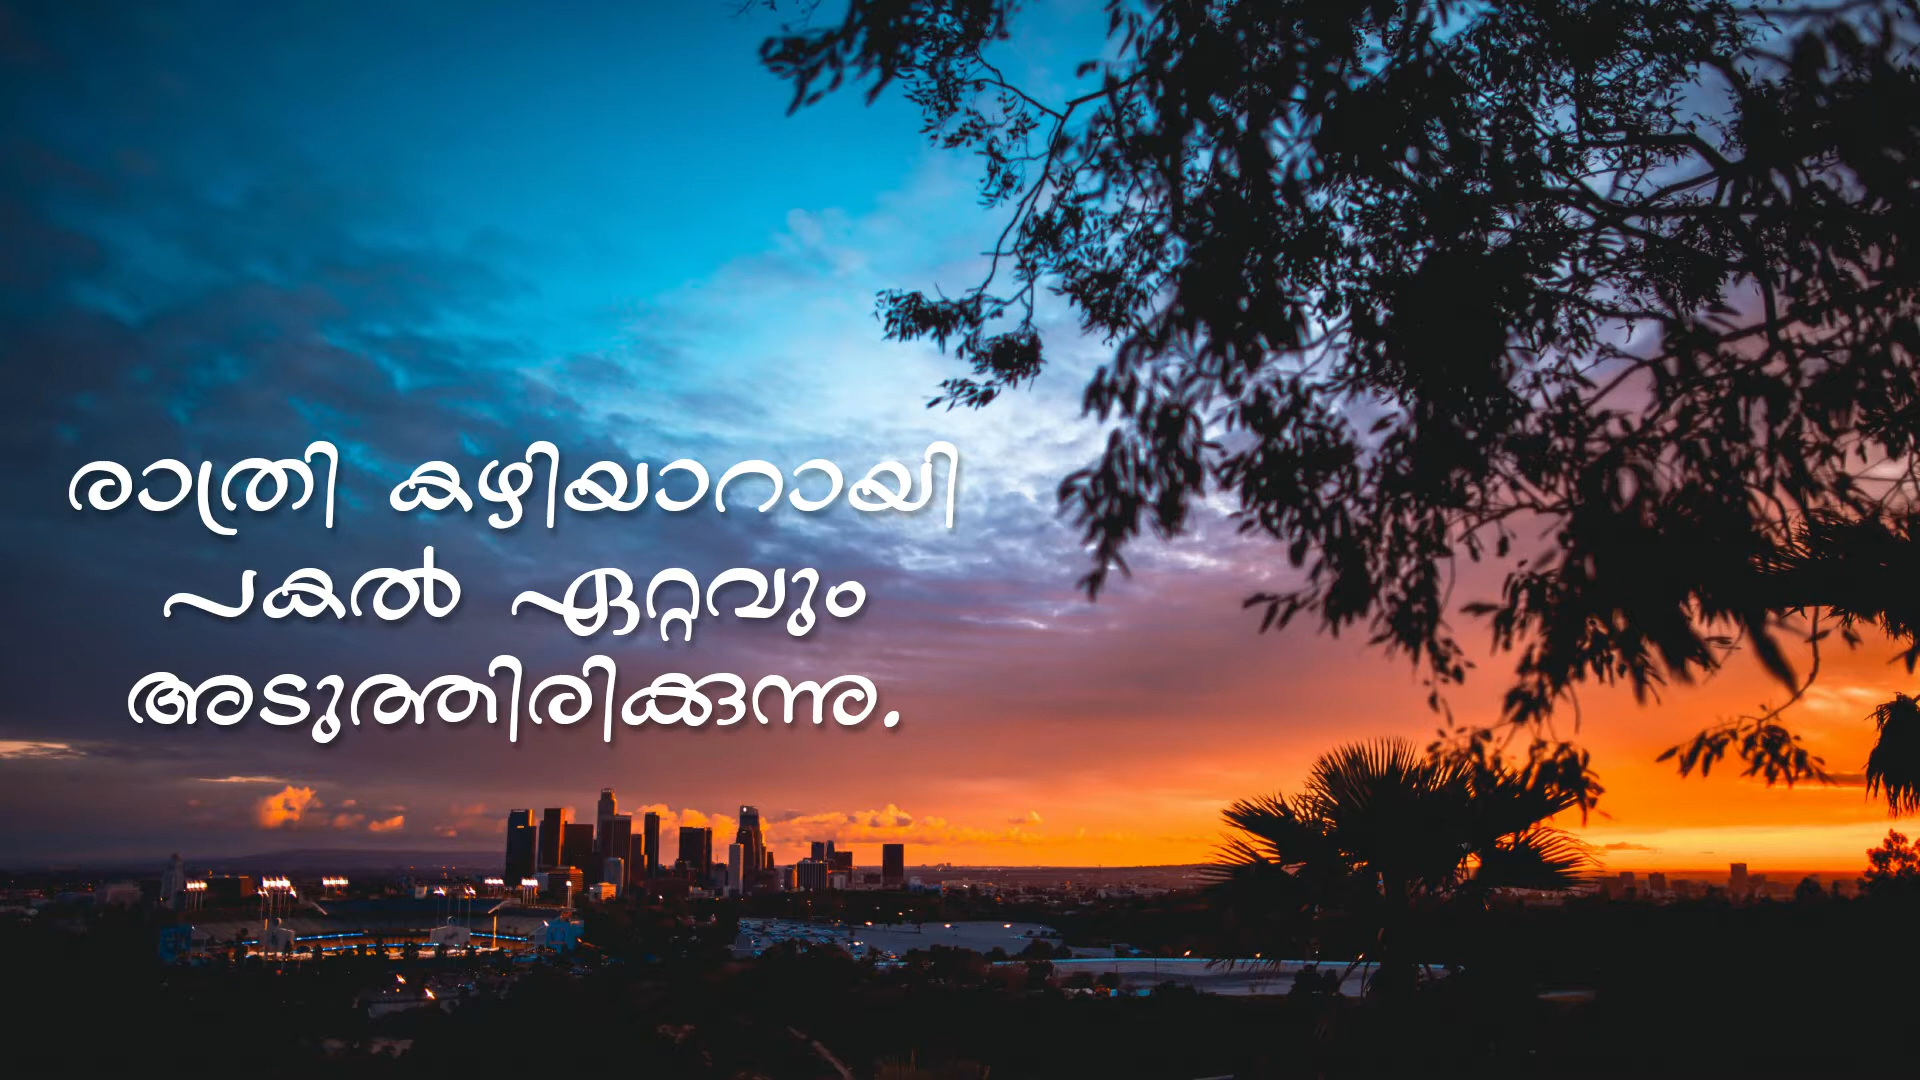 രാത്രി കഴിയാറായി
പകൽ ഏറ്റവും
അടുത്തിരിക്കുന്നു.